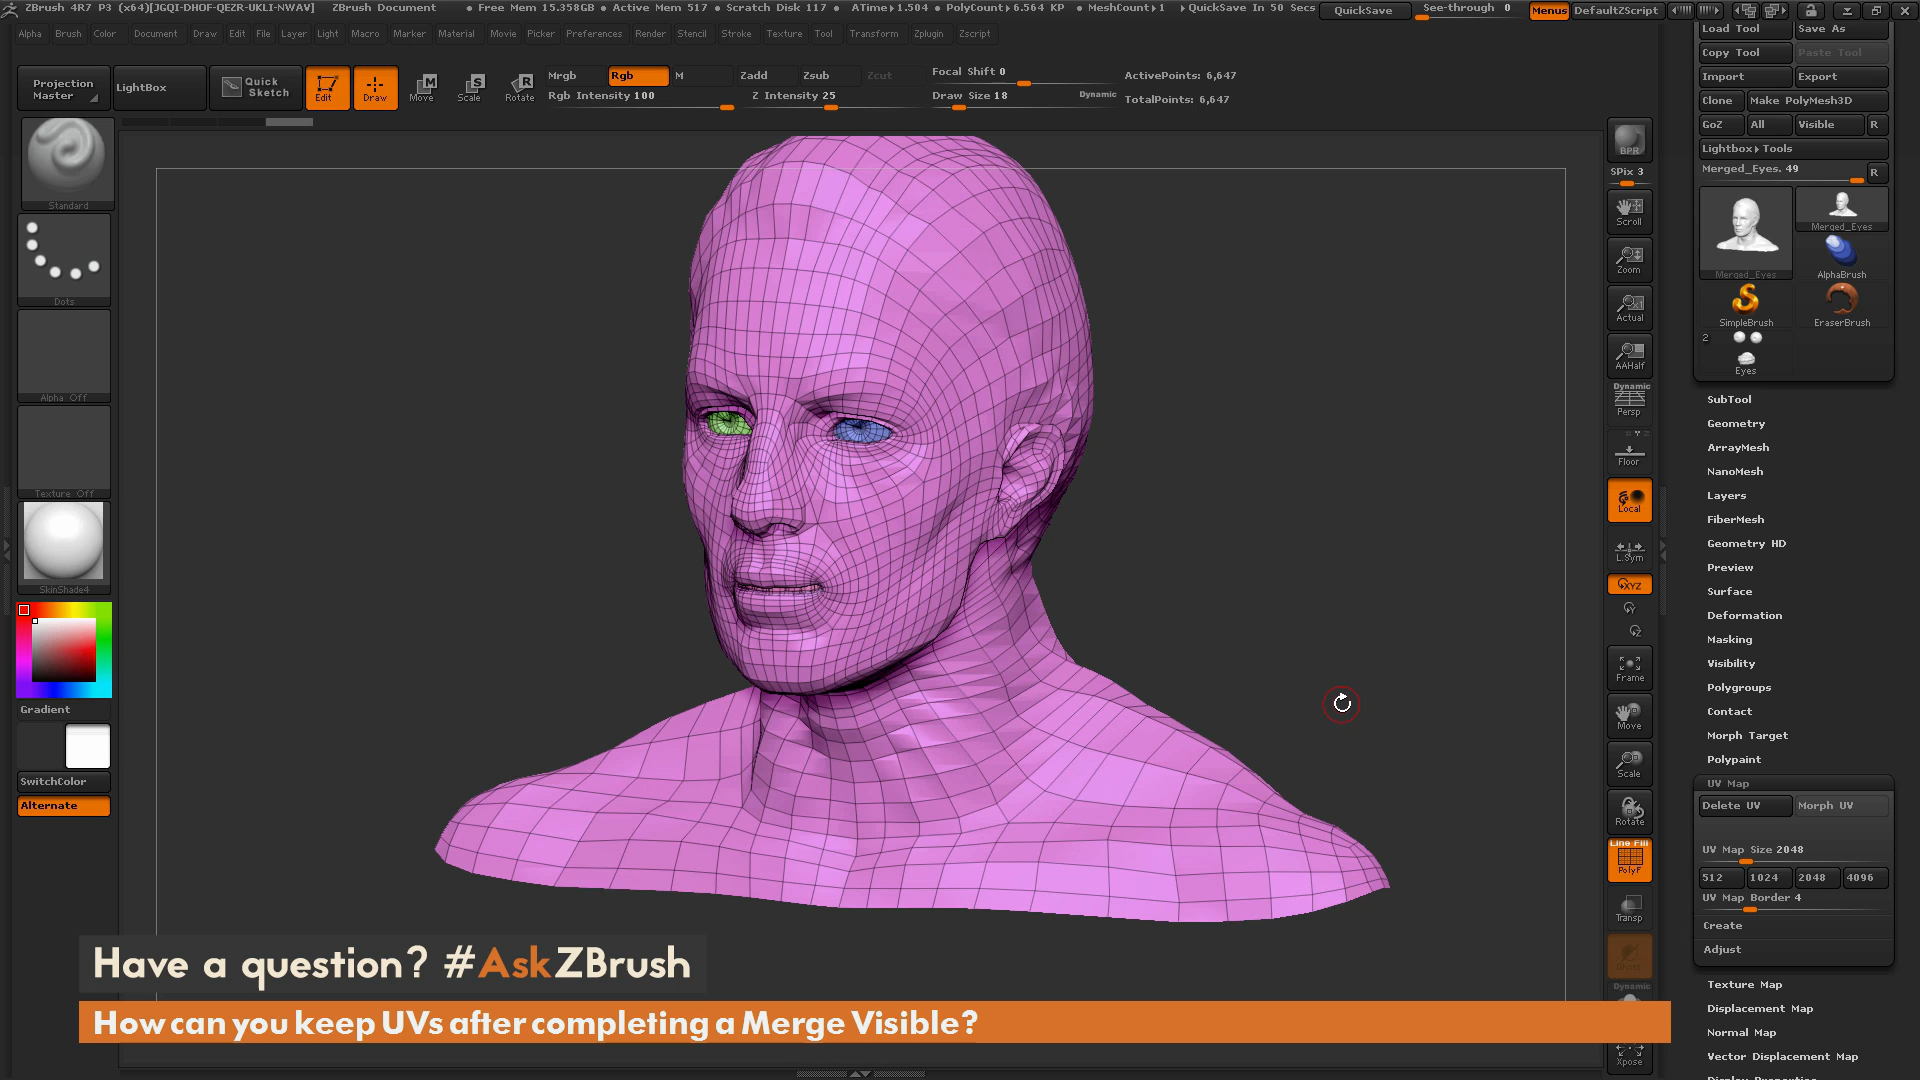 ZBrush 4R7 P3 (x64)[JGQI-DHOF-QEZR-UKLI-NWAV] ZBrush Document • Free Mem 15.358GB • Active Mem 517 • Scratch Disk 117 • ATime▸1.504 • PolyCount▸6.564 KP • MeshCount▸1 ▸QuickSave In 50 Secs QuickSave See-through 0 Menus DefaultZScript
Alpha Brush Color Document Draw Edit File Layer Light Macro Marker Material Movie Picker Preferences Render Stencil Stroke Texture Tool Transform Zplugin Zscript
Projection Master
LightBox
Quick Sketch
Edit
Draw
Move
Scale
Rotate
Mrgb Rgb M Zadd Zsub Zcut
Rgb Intensity 100 Z Intensity 25
Focal Shift 0
Draw Size 18 Dynamic
ActivePoints: 6,647
TotalPoints: 6,647
Standard
Dots
Alpha Off
Texture Off
SkinShade4
Gradient
SwitchColor
Alternate
BPR
SPix 3
Scroll
Zoom
Actual
AAHalf
Dynamic
Persp
Floor
Local
L.Sym
XYZ
Frame
Move
Scale
Rotate
Line Fill
PolyF
Transp
Dynamic
Xpose
Load Tool Save As
Copy Tool Paste Tool
Import Export
Clone Make PolyMesh3D
GoZ All Visible R
Lightbox▸Tools
Merged_Eyes. 49 R
Merged_Eyes
Merged_Eyes
AlphaBrush
SimpleBrush EraserBrush
2
Eyes
SubTool
Geometry
ArrayMesh
NanoMesh
Layers
FiberMesh
Geometry HD
Preview
Surface
Deformation
Masking
Visibility
Polygroups
Contact
Morph Target
Polypaint
UV Map
Delete UV Morph UV
UV Map Size 2048
512 1024 2048 4096
UV Map Border 4
Create
Adjust
Texture Map
Displacement Map
Normal Map
Vector Displacement Map
Have a question? #AskZBrush
How can you keep UVs after completing a Merge Visible?